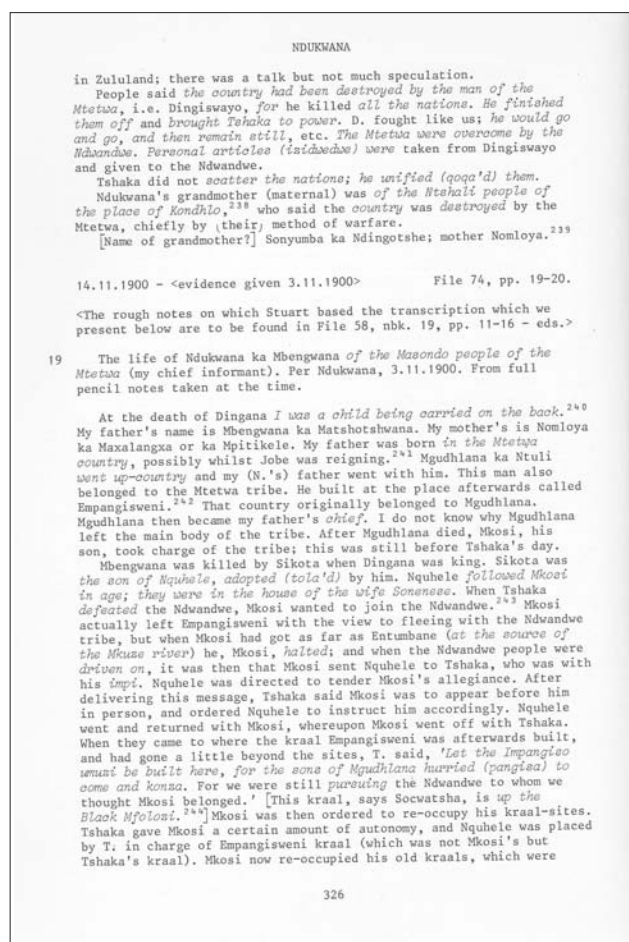 NDUKWANA
in Zululand; there was a talk but not much speculation.
People said the country had been destroyed by the man of the
Mtetwa, i.e. Dingiswayo, for he killed all the nations. He finished
them off and brought Tshaka to power. D. fought like us; he would go
and go, and then remain still, etc. The Mtetwa were overcome by the
Ndwandwe. Personal articles (izidwedwe) were taken from Dingiswayo
and given to the Ndwandwe.
Tshaka did not scatter the nations; he unified (qoqa'd) them.
Ndukwana's grandmother (maternal) was of the Ntshali people of
the place of Kondhlo,238 who said the country was destroyed by the
Mtetwa, chiefly by (their) method of warfare.
[Name of grandmother?] Sonyumba ka Ndingotshe; mother Nomloya.239
14.11.1900 - <evidence given 3.11.1900> File 74, pp. 19-20.
<The rough notes on which Stuart based the transcription which we
present below are to be found in File 58, nbk. 19, pp. 11-16 - eds.>
19 The life of Ndukwana ka Mbengwana of the Masondo people of the
Mtetwa (my chief informant). Per Ndukwana, 3.11.1900. From full
pencil notes taken at the time.
At the death of Dingana I was a child being carried on the back.240
My father's name is Mbengwana ka Matshotshwana. My mother's is Nomloya
ka Maxalangxa or ka Mpitikele. My father was born in the Mtetwa
country, possibly whilst Jobe was reigning.241 Mgudhlana ka Ntuli
went up-country and my (N.'s) father went with him. This man also
belonged to the Mtetwa tribe. He built at the place afterwards called
Empangisweni.242 That country originally belonged to Mgudhlana.
Mgudhlana then became my father's chief. I do not know why Mgudhlana
left the main body of the tribe. After Mgudhlana died, Mkosi, his
son, took charge of the tribe; this was still before Tshaka's day.
Mbengwana was killed by Sikota when Dingana was king. Sikota was
the son of Nquhele, adopted (tola'd) by him. Nquhele followed Mkosi
in age; they were in the house of the wife Sonenese. When Tshaka
defeated the Ndwandwe, Mkosi wanted to join the Ndwandwe.243 Mkosi
actually left Empangisweni with the view to fleeing with the Ndwandwe
tribe, but when Mkosi had got as far as Entumbane (at the source of
the Mkuze river) he, Mkosi, halted; and when the Ndwandwe people were
driven on, it was then that Mkosi sent Nquhele to Tshaka, who was with
his impi. Nquhele was directed to tender Mkosi's allegiance. After
delivering this message, Tshaka said Mkosi was to appear before him
in person, and ordered Nquhele to instruct him accordingly. Nquhele
went and returned with Mkosi, whereupon Mkosi went off with Tshaka.
When they came to where the kraal Empangisweni was afterwards built,
and had gone a little beyond the sites, T. said, 'Let the Impangiso
umuzi be built here, for the sons of Mgudhlana hurried (pangisa) to
come and konza. For we were still pursuing the Ndwandwe to whom we
thought Mkosi belonged.' [This kraal, says Socwatsha, is up the
Black Mfolozi.244] Mkosi was then ordered to re-occupy his kraal-sites.
Tshaka gave Mkosi a certain amount of autonomy, and Nquhele was placed
by T. in charge of Empangisweni kraal (which was not Mkosi's but
Tshaka's kraal). Mkosi now re-occupied his old kraals, which were
326